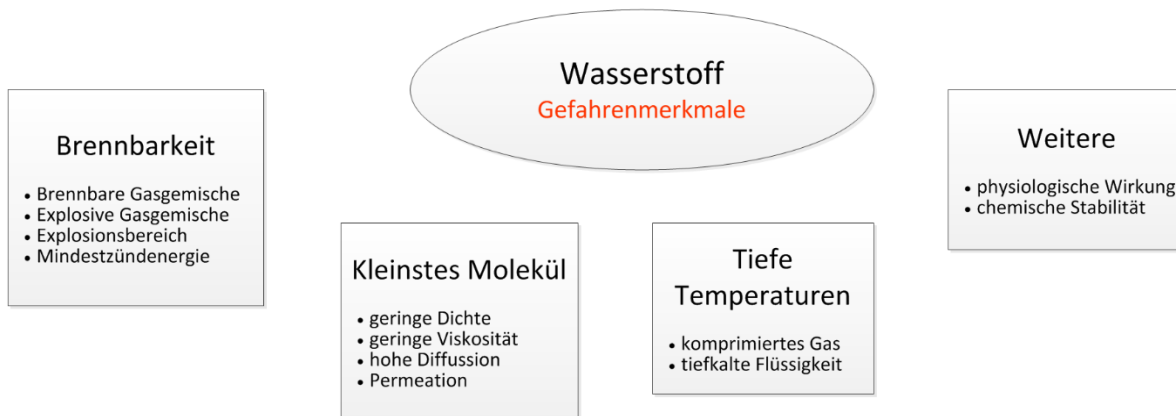 Wasserstoff
Gefahrenmerkmale
Brennbarkeit
• Brennbare Gasgemische
• Explosive Gasgemische
• Explosionsbereich
• Mindestzündenergie
Kleinstes Molekül
• geringe Dichte
• geringe Viskosität
• hohe Diffussion
• Permeation
Tiefe
Temperaturen
• komprimiertes Gas
• tiefkalte Flüssigkeit
Weitere
• physiologische Wirkung
• chemische Stabilität